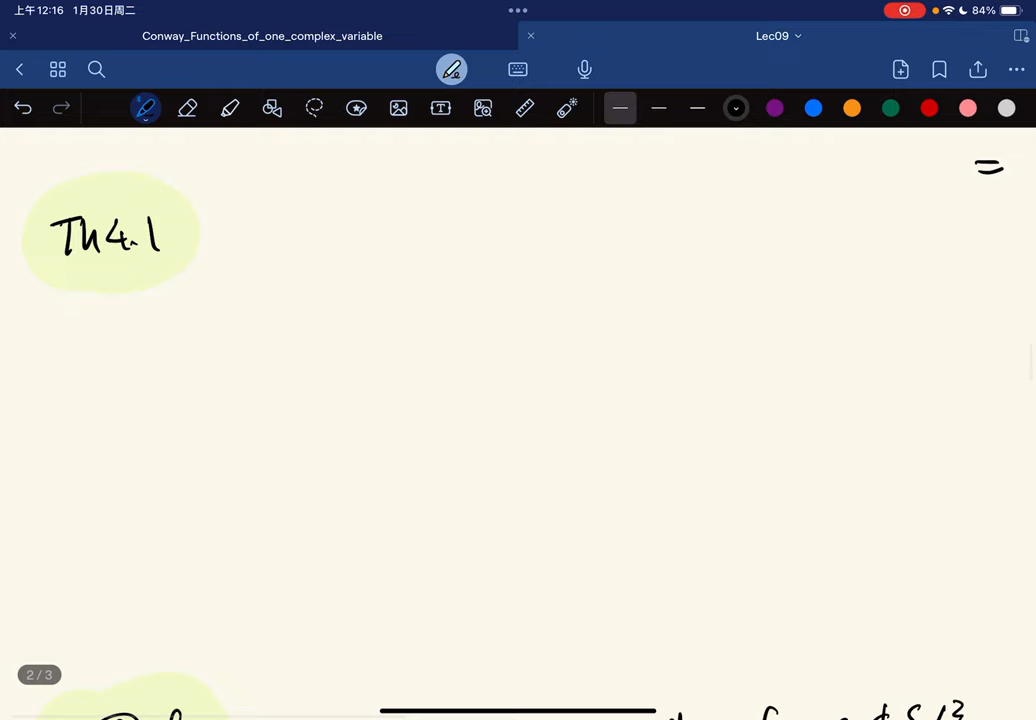 上午12:16 1月30日周二
84%
Conway_Functions_of_one_complex_variable
Lec09
=
Th4.1
2 / 3